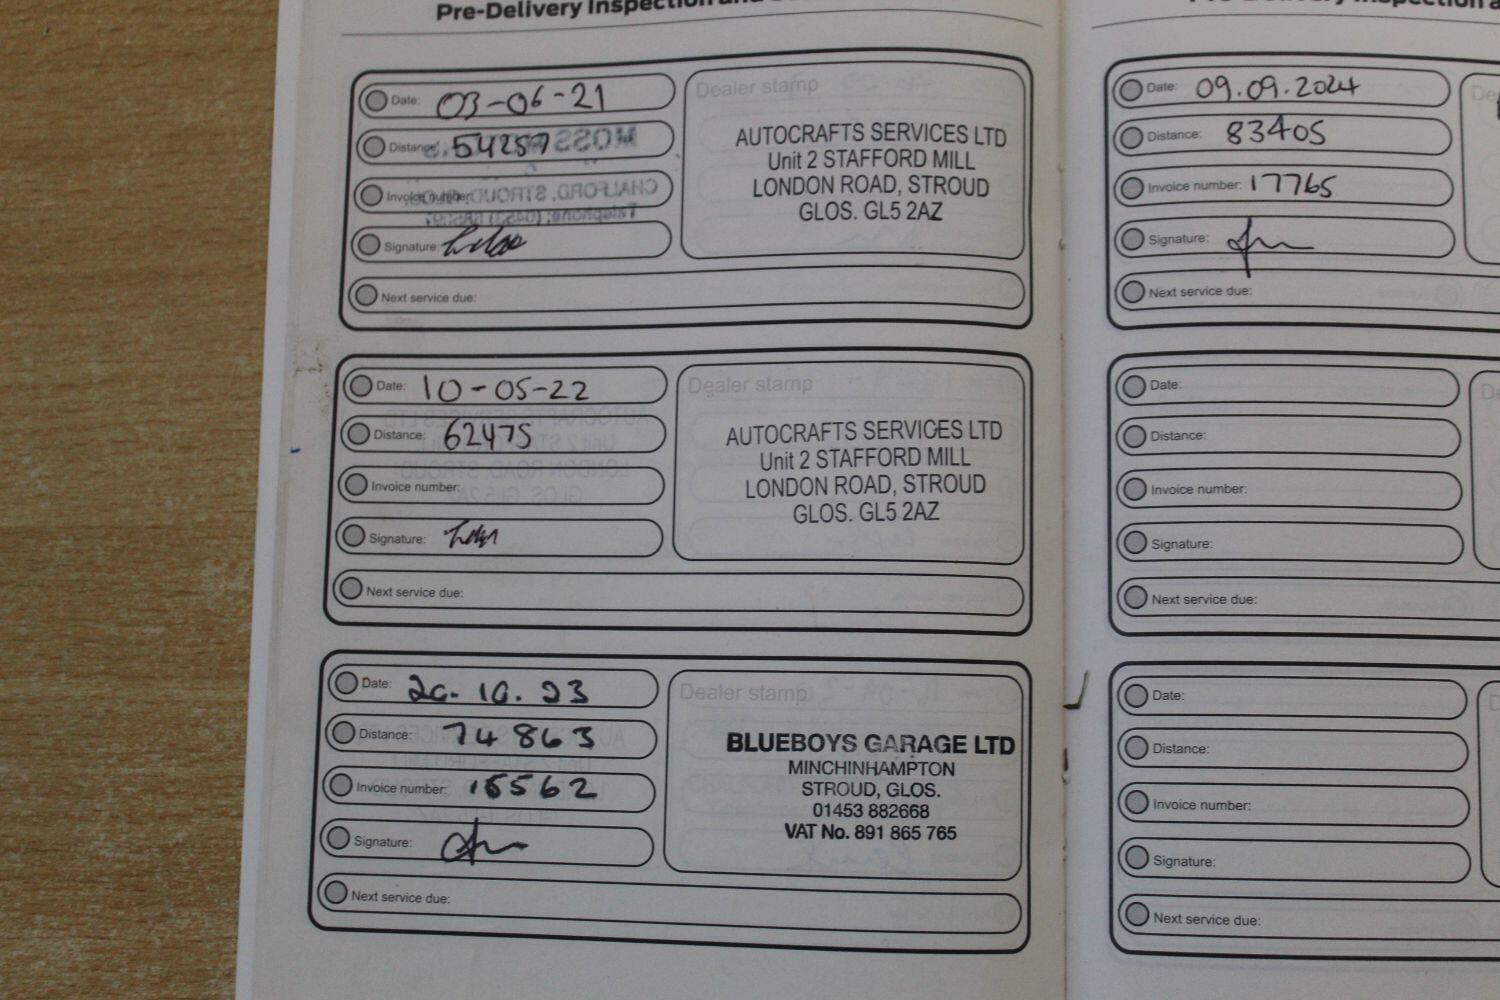 Pre-Delivery Inspection and
Date: 03-06-21
Distance: 54257
Invoice number:
Signature:
Next service due:
Dealer stamp
AUTOCRAFTS SERVICES LTD
Unit 2 STAFFORD MILL
LONDON ROAD, STROUD
GLOS. GL5 2AZ
Date: 10-05-22
Distance: 62475
Invoice number:
Signature:
Next service due:
Dealer stamp
AUTOCRAFTS SERVICES LTD
Unit 2 STAFFORD MILL
LONDON ROAD, STROUD
GLOS. GL5 2AZ
Date: 20.10.23
Distance: 74863
Invoice number: 15562
Signature:
Next service due:
Dealer stamp
BLUEBOYS GARAGE LTD
MINCHINHAMPTON
STROUD, GLOS.
01453 882668
VAT No. 891 865 765
Date: 09.09.2024
Distance: 83405
Invoice number: 17765
Signature:
Next service due:
Date:
Distance:
Invoice number:
Signature:
Next service due:
Date:
Distance:
Invoice number:
Signature:
Next service due: